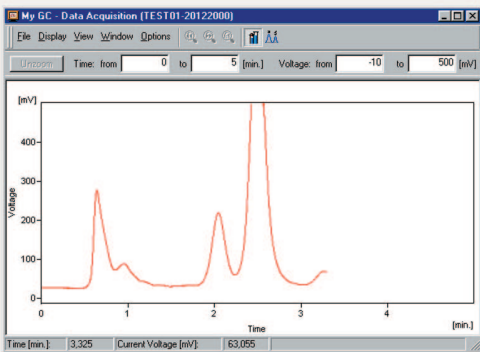 My GC - Data Acquisition (TEST01-20122000)
File Display View Window Options
Unzoom Time: from 0 to 5 [min.] Voltage: from -10 to 500 [mV]
[mV]
400
300
200
100
0
Voltage
0 1 2 3 4
Time [min.]
Time [min.]: 3,325 Current Voltage [mV]: 63,055